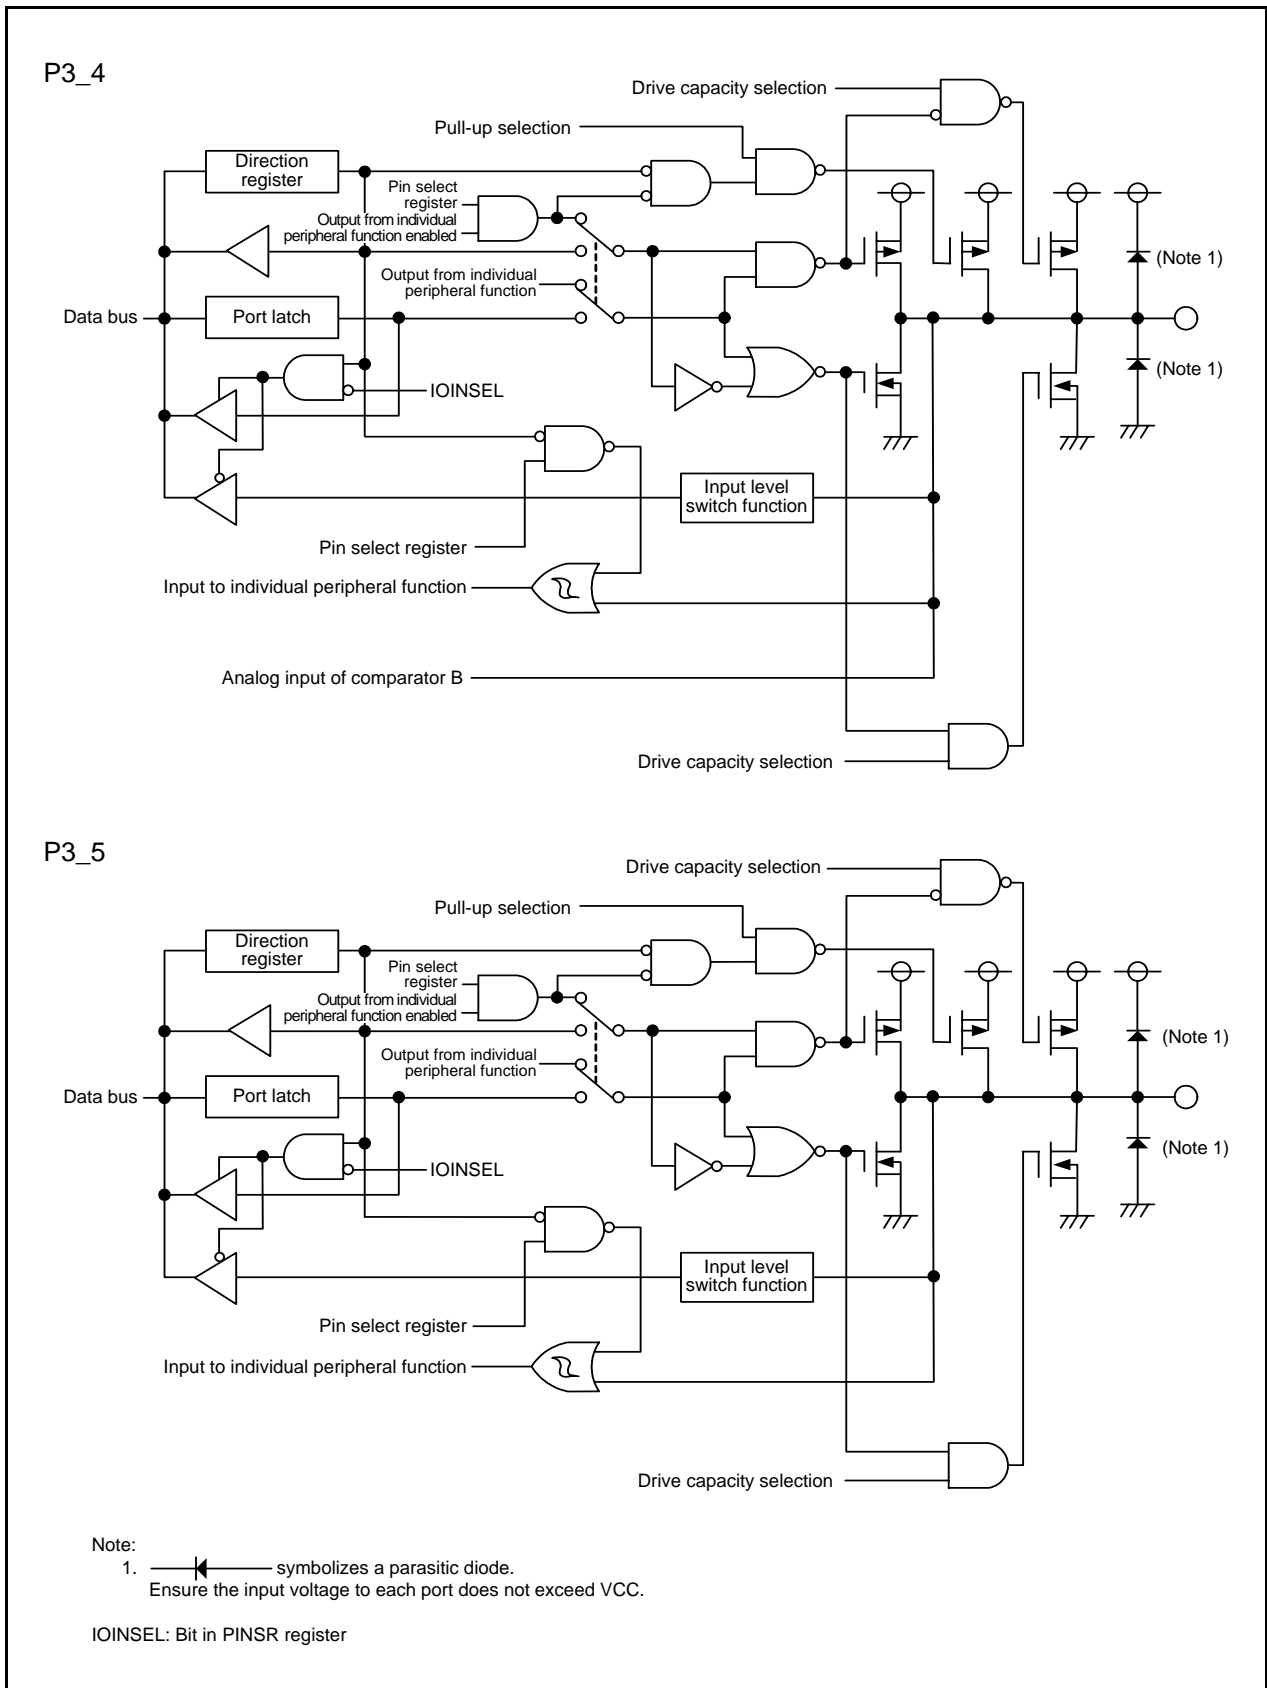 P3_4
Drive capacity selection
Pull-up selection
Direction
register
Pin select
register
Output from individual
peripheral function enabled
(Note 1)
Output from individual
peripheral function
Data bus
Port latch
(Note 1)
IOINSEL
Input level
switch function
Pin select register
Input to individual peripheral function
Analog input of comparator B
Drive capacity selection
P3_5
Drive capacity selection
Pull-up selection
Direction
register
Pin select
register
Output from individual
peripheral function enabled
(Note 1)
Output from individual
peripheral function
Data bus
Port latch
(Note 1)
IOINSEL
Input level
switch function
Pin select register
Input to individual peripheral function
Drive capacity selection
Note:
1. symbolizes a parasitic diode.
Ensure the input voltage to each port does not exceed VCC.
IOINSEL: Bit in PINSR register